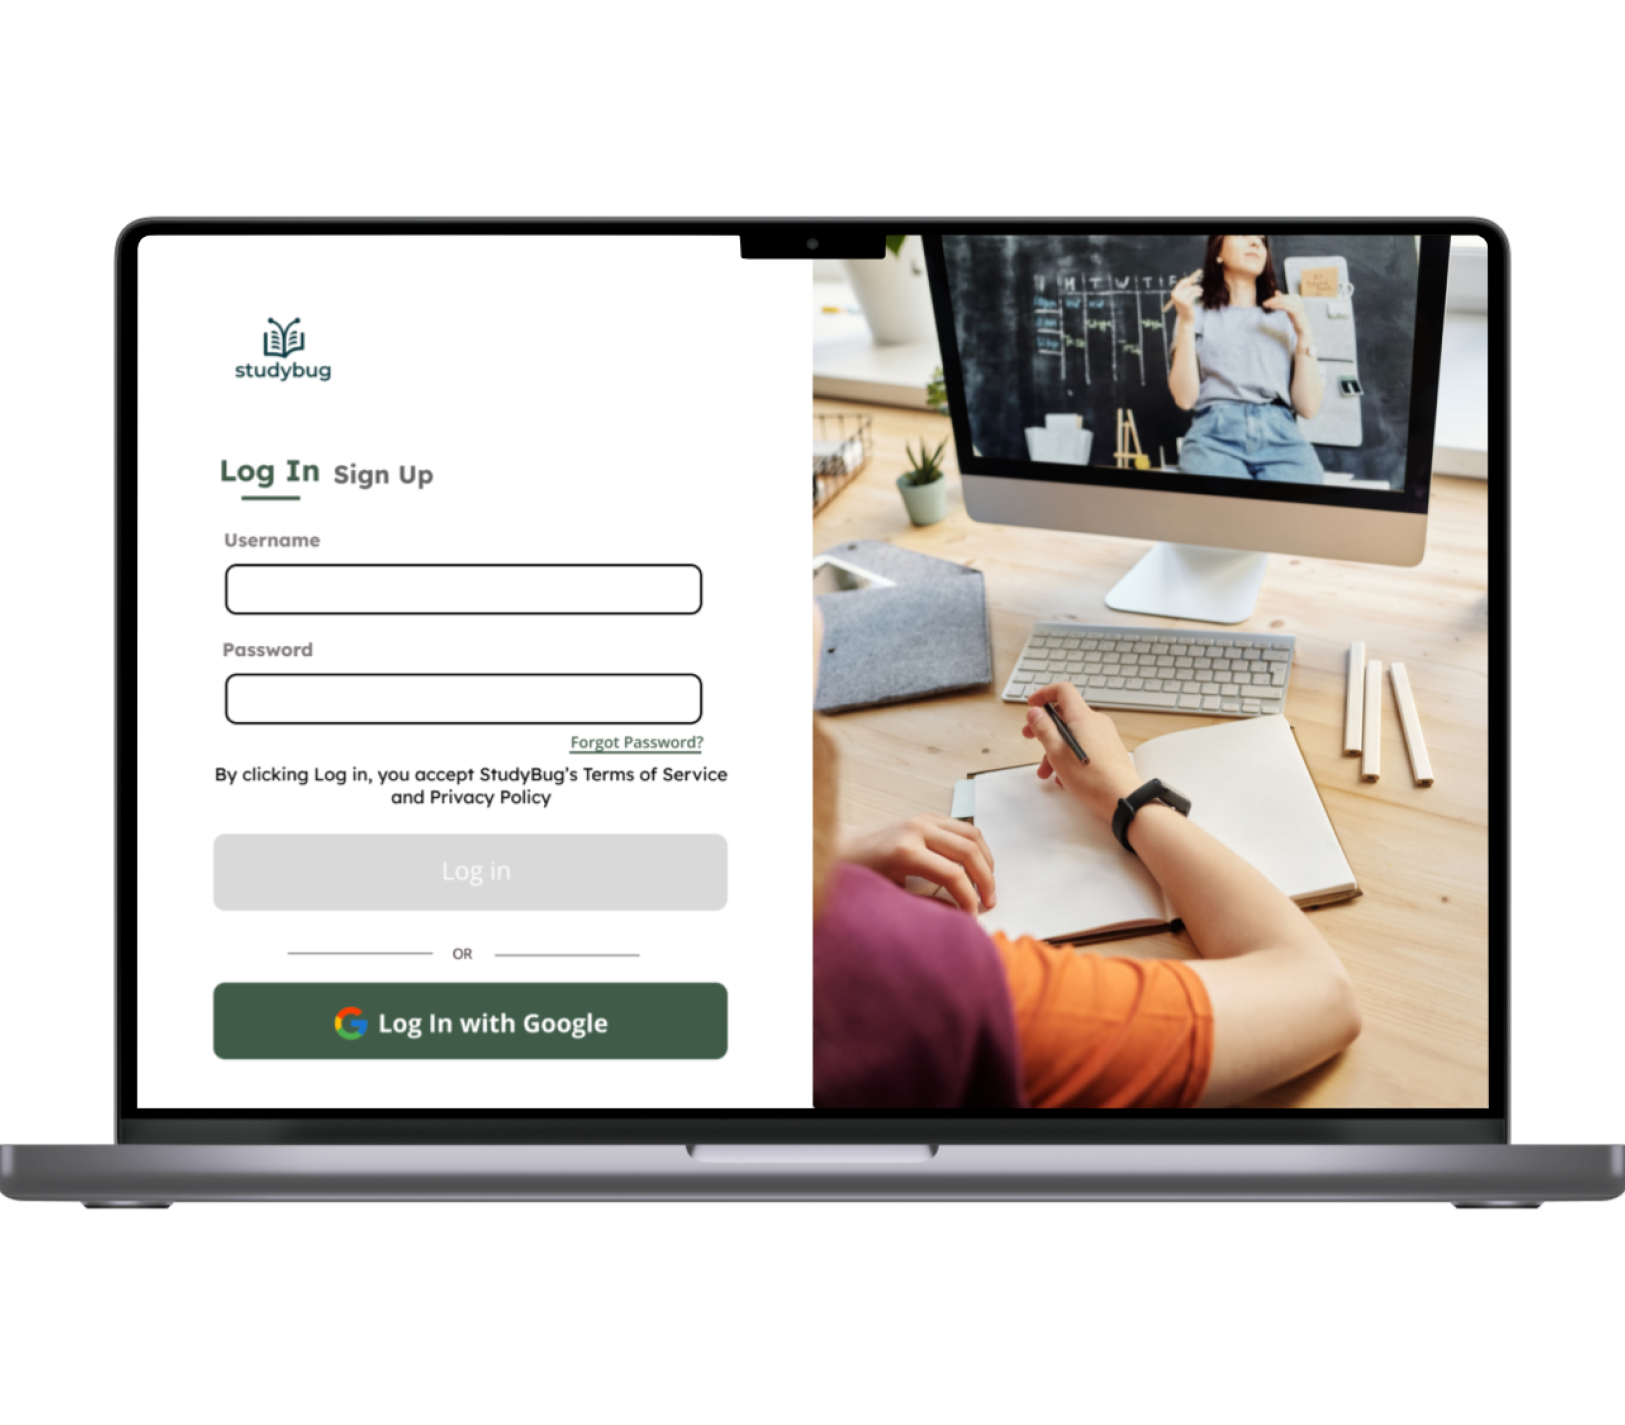 studybug
Log In Sign Up
Username
Password
Forgot Password?
By clicking Log in, you accept StudyBug's Terms of Service
and Privacy Policy
Log in
OR
Log In with Google
M T W T F